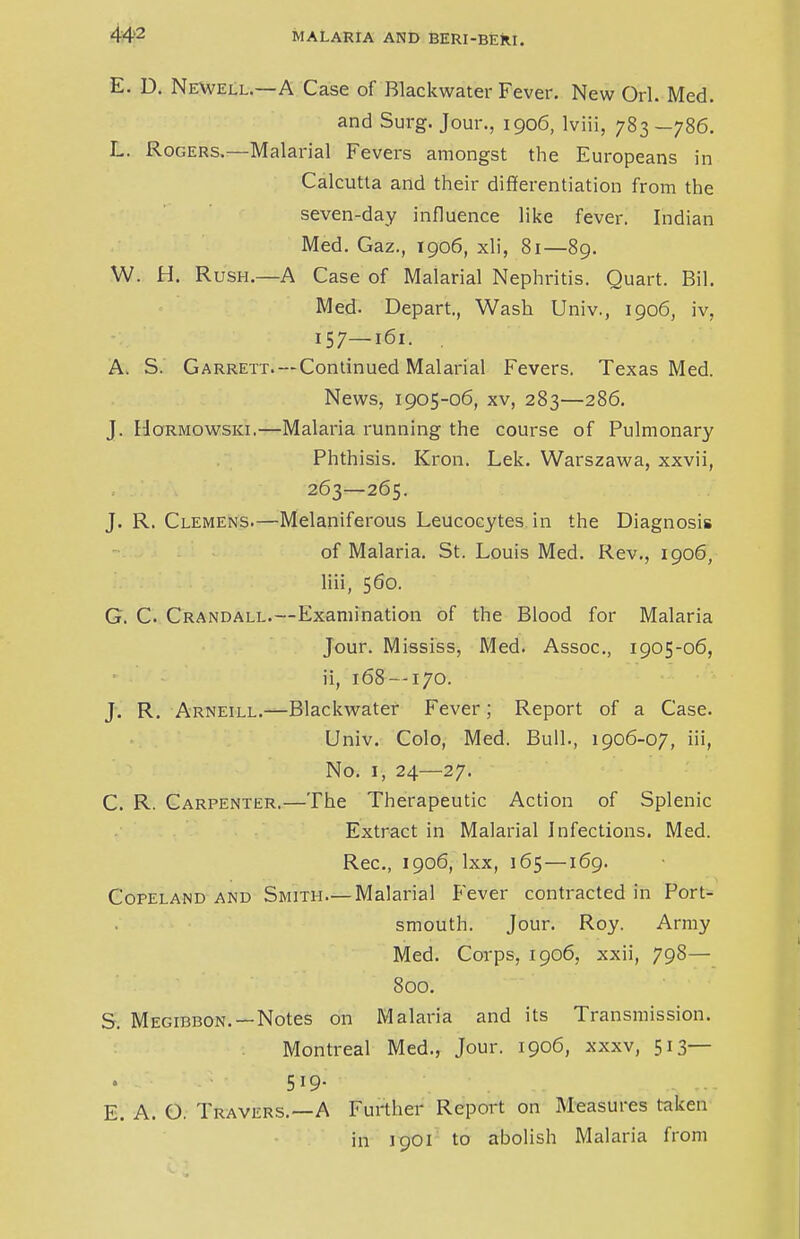 442 MALARIA AND BERI-BERI.
E. D. NEWELL.—A Case of Blackwater Fever. New Orl. Med.
and Surg. Jour., 1906, lviii, 783—786.
L. ROGERS.—Malarial Fevers amongst the Europeans in
Calcutta and their differentiation from the
seven-day influence like fever. Indian
Med. Gaz., 1906, xli, 81—89.
W. H. RUSH.—A Case of Malarial Nephritis. Quart. Bil.
Med. Depart., Wash Univ., 1906, iv,
157—161.
A. S. GARRETT.—Continued Malarial Fevers. Texas Med.
News, 1905-06, xv, 283—286.
J. HORMOWSKI.—Malaria running the course of Pulmonary
Phthisis. Kron. Lek. Warszawa, xxvii,
263—265.
J. R. CLEMENS.—Melaniferous Leucocytes in the Diagnosis
of Malaria. St. Louis Med. Rev., 1906,
liii, 560.
G. C. CRANDALL.—Examination of the Blood for Malaria
Jour. Mississ, Med. Assoc., 1905-06,
ii, 168—170.
J. R. ARNEILL.—Blackwater Fever; Report of a Case.
Univ. Colo, Med. Bull., 1906-07, iii,
No. 1, 24—27.
C. R. CARPENTER.—The Therapeutic Action of Splenic
Extract in Malarial Infections. Med.
Rec., 1906, lxx, 165—169.
COPELAND AND SMITH.—Malarial Fever contracted in Port-
smouth. Jour. Roy. Army
Med. Corps, 1906, xxii, 798—
800.
S. MEGIBBON.—Notes on Malaria and its Transmission.
Montreal Med., Jour. 1906, xxxv, 513—
519.
E. A. O. TRAVERS.—A Further Report on Measures taken
in 1901 to abolish Malaria from